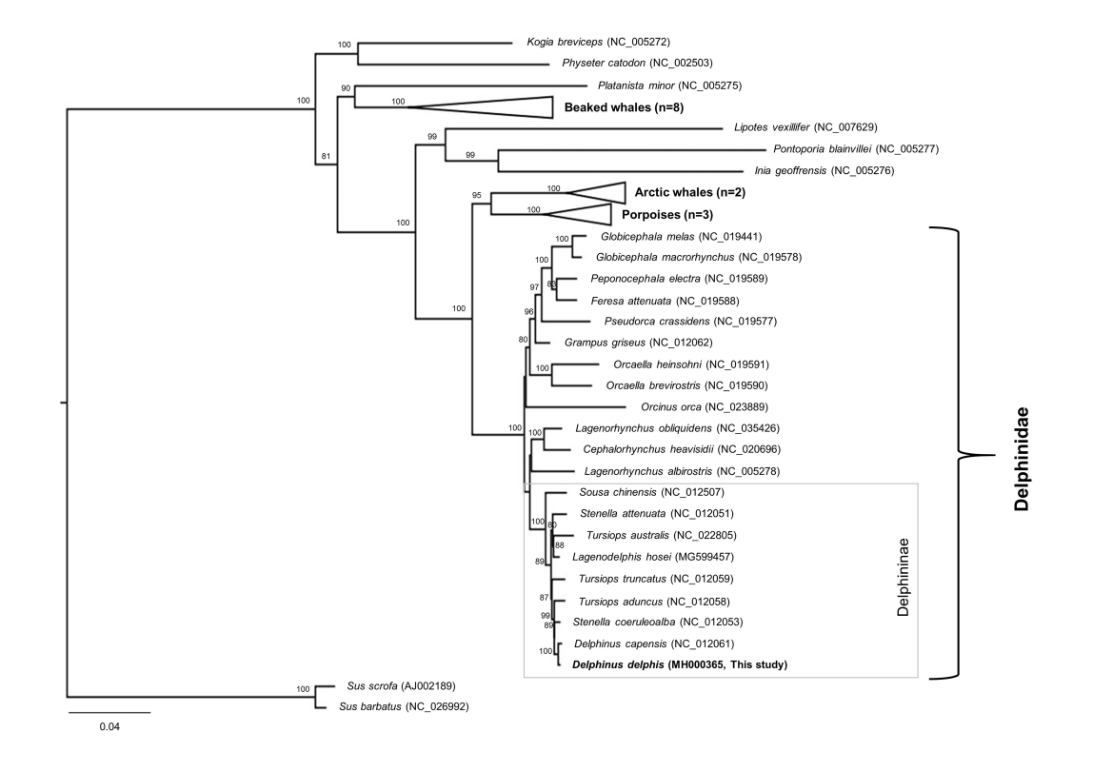 Kogia breviceps (NC_005272)
100
Physeter catodon (NC_002503)
Platanista minor (NC_005275)
90
100
100
Beaked whales (n=8)
Lipotes vexillifer (NC_007629)
99
Pontoporia blainvillei (NC_005277)
81
99
Inia geoffrensis (NC_005276)
100
Arctic whales (n=2)
95
100
Porpoises (n=3)
100
Globicephala melas (NC_019441)
100
Globicephala macrorhynchus (NC_019578)
100
Peponocephala electra (NC_019589)
97
Feresa attenuata (NC_019588)
100
96
Pseudorca crassidens (NC_019577)
80
Grampus griseus (NC_012062)
Orcaella heinsohni (NC_019591)
100
Orcaella brevirostris (NC_019590)
Orcinus orca (NC_023889)
100
Lagenorhynchus obliquidens (NC_035426)
100
Cephalorhynchus heavisidii (NC_020696)
Lagenorhynchus albirostris (NC_005278)
Delphinidae
Sousa chinensis (NC_012507)
Stenella attenuata (NC_012051)
100
80
Tursiops australis (NC_022805)
88
Lagenodelphis hosei (MG599457)
89
Tursiops truncatus (NC_012059)
Delphininae
87
Tursiops aduncus (NC_012058)
99
Stenella coeruleoalba (NC_012053)
89
Delphinus capensis (NC_012061)
100
Delphinus delphis (MH000365, This study)
Sus scrofa (AJ002189)
100
Sus barbatus (NC_026992)
0.04